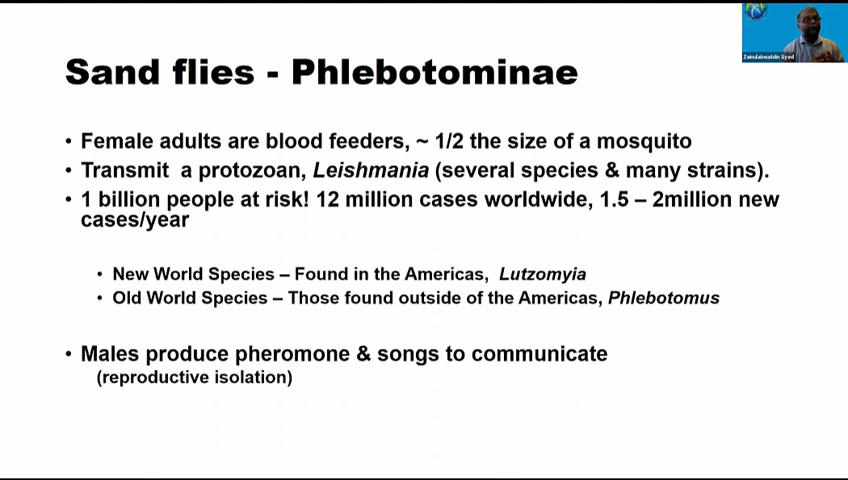 Sand flies - Phlebotominae
• Female adults are blood feeders, ~ 1/2 the size of a mosquito
• Transmit a protozoan, Leishmania (several species & many strains).
• 1 billion people at risk! 12 million cases worldwide, 1.5 – 2million new
cases/year
• New World Species – Found in the Americas, Lutzomyia
• Old World Species – Those found outside of the Americas, Phlebotomus
• Males produce pheromone & songs to communicate
(reproductive isolation)